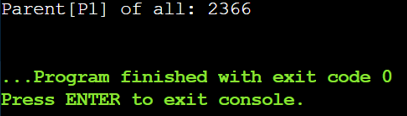 Parent[P1] of all: 2366
...Program finished with exit code 0
Press ENTER to exit console.